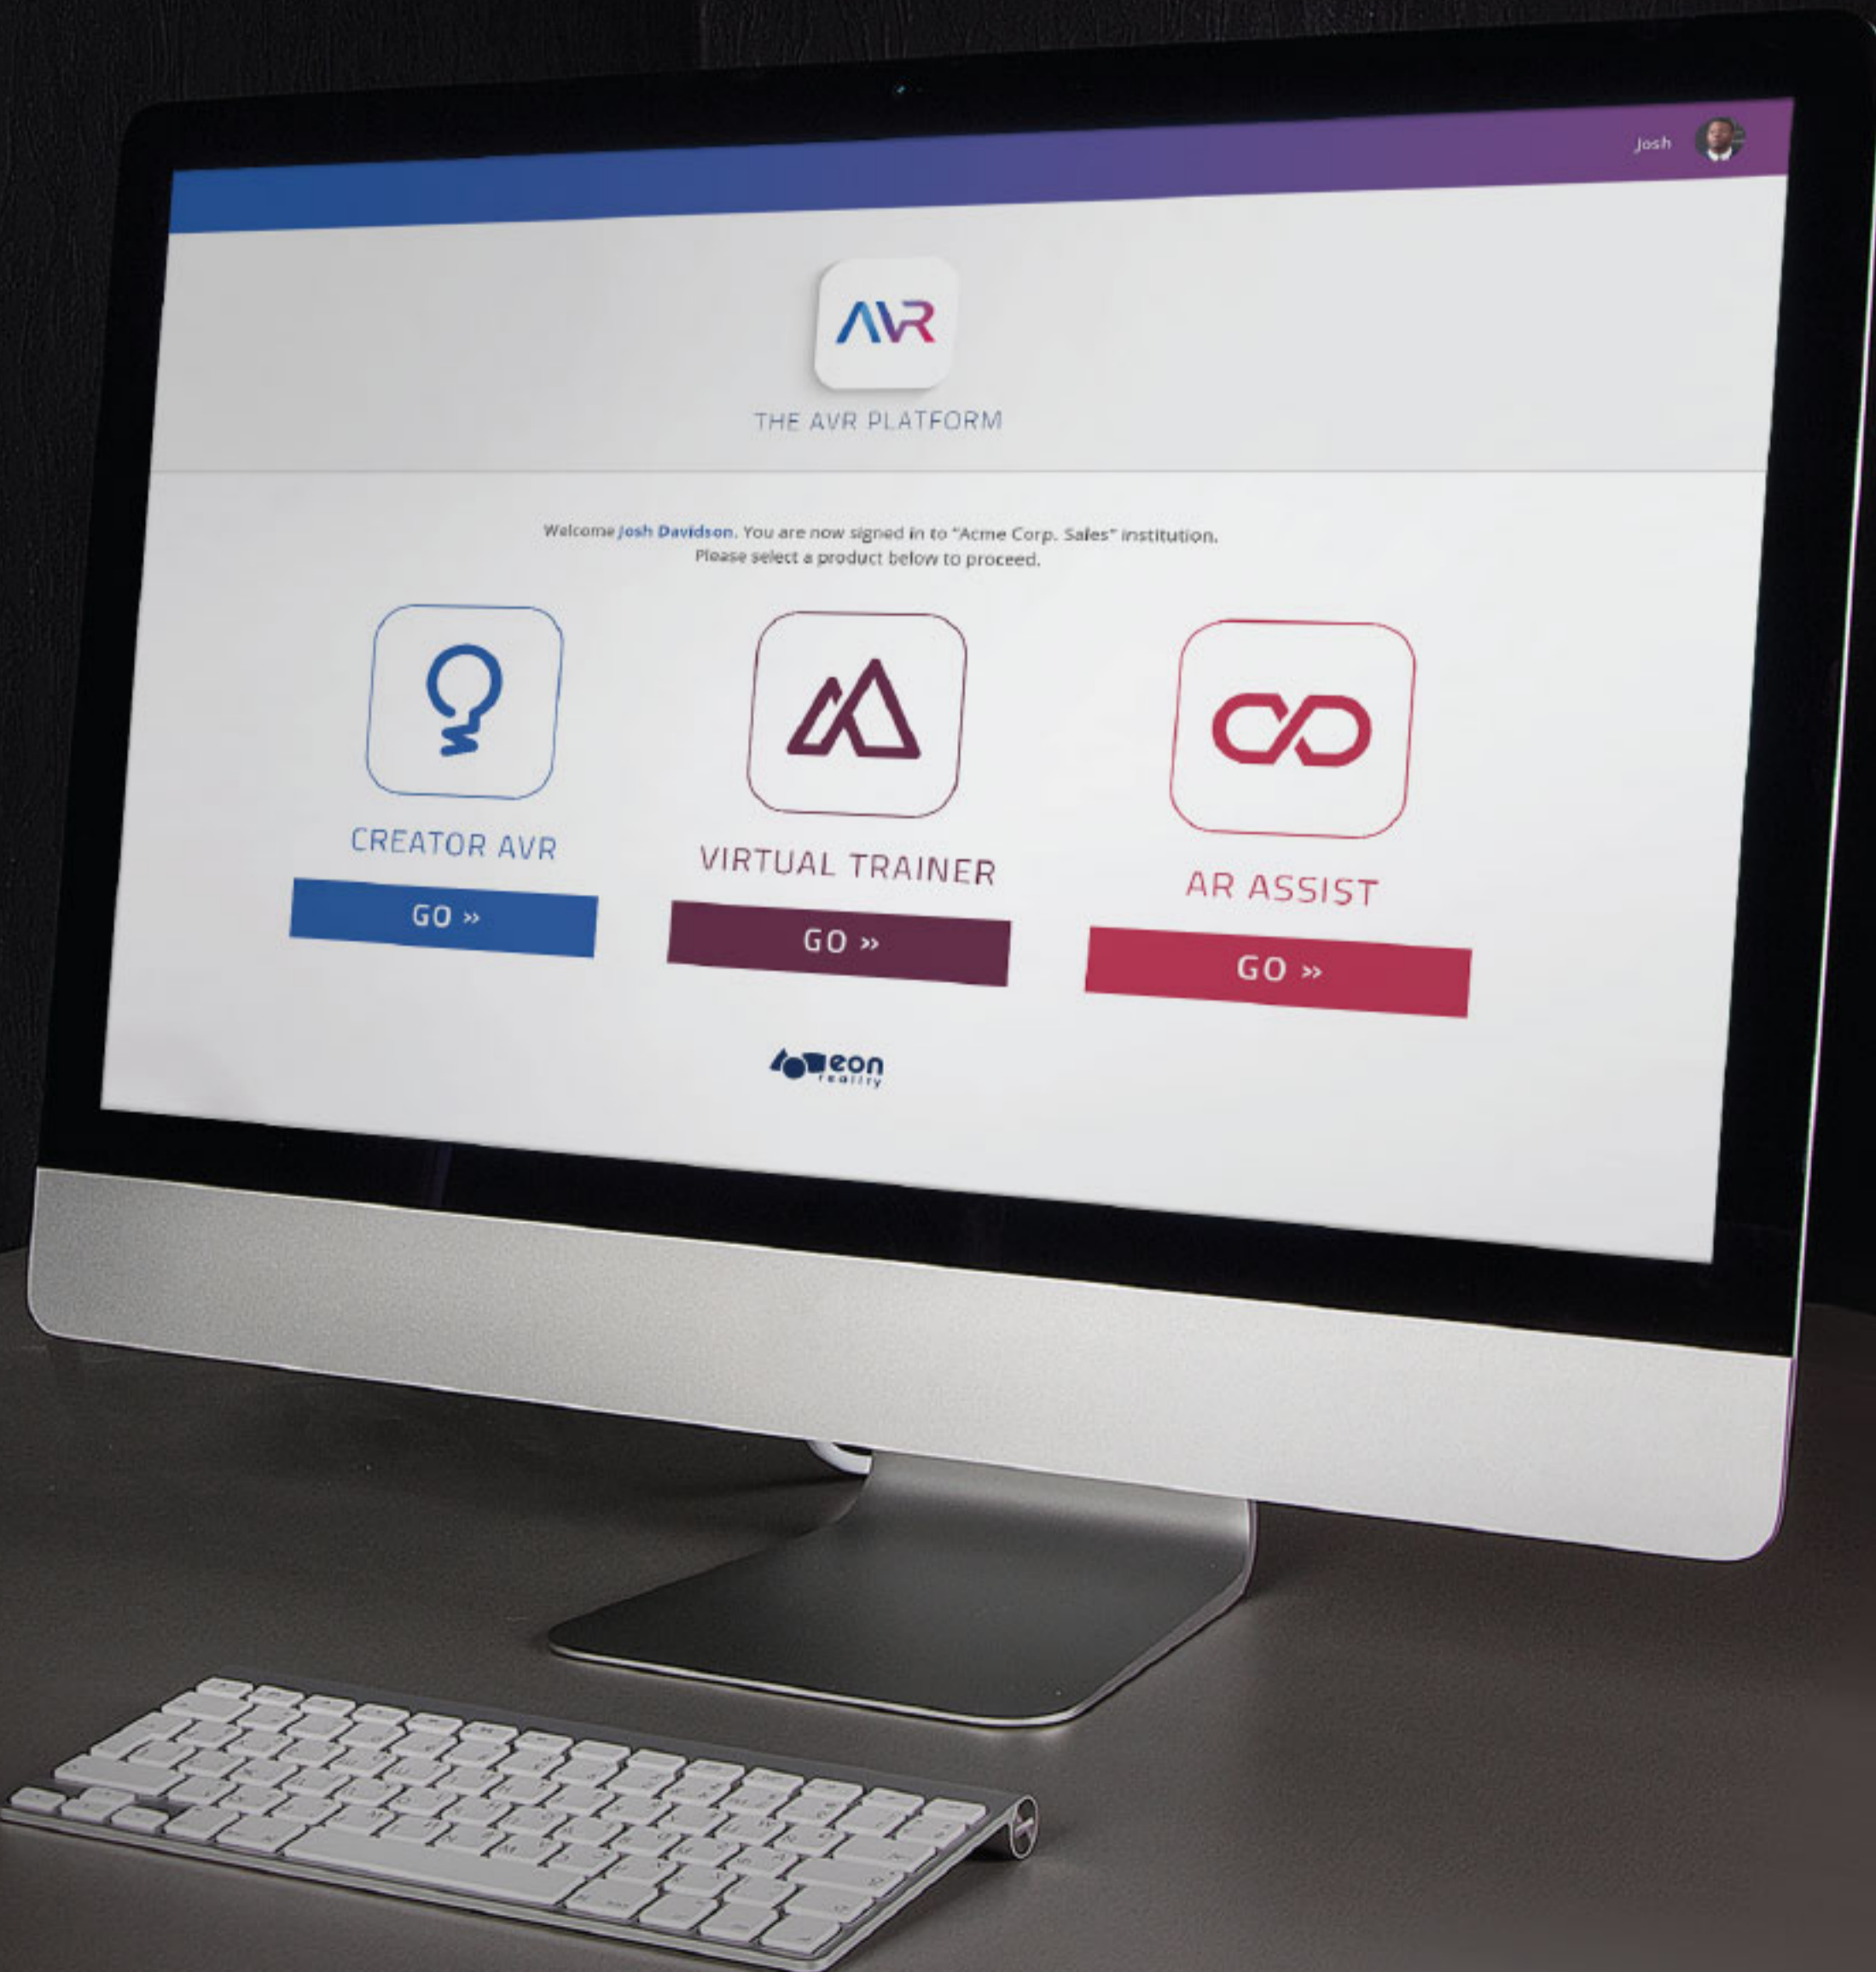 Josh
AVR
THE AVR PLATFORM
Welcome Josh Davidson. You are now signed in to "Acme Corp. Sales" institution.
Please select a product below to proceed.
CREATOR AVR
VIRTUAL TRAINER
AR ASSIST
GO »
GO »
GO »
eon
reality